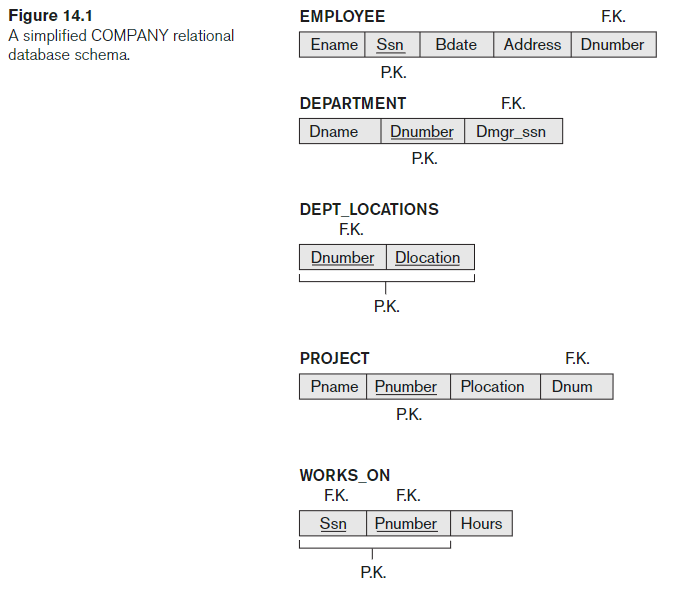 Figure 14.1
A simplified COMPANY relational
database schema.
EMPLOYEE F.K.
Ename Ssn Bdate Address Dnumber
P.K.
DEPARTMENT F.K.
Dname Dnumber Dmgr_ssn
P.K.
DEPT_LOCATIONS
F.K.
Dnumber Dlocation
P.K.
PROJECT F.K.
Pname Pnumber Plocation Dnum
P.K.
WORKS_ON
F.K. F.K.
Ssn Pnumber Hours
P.K.